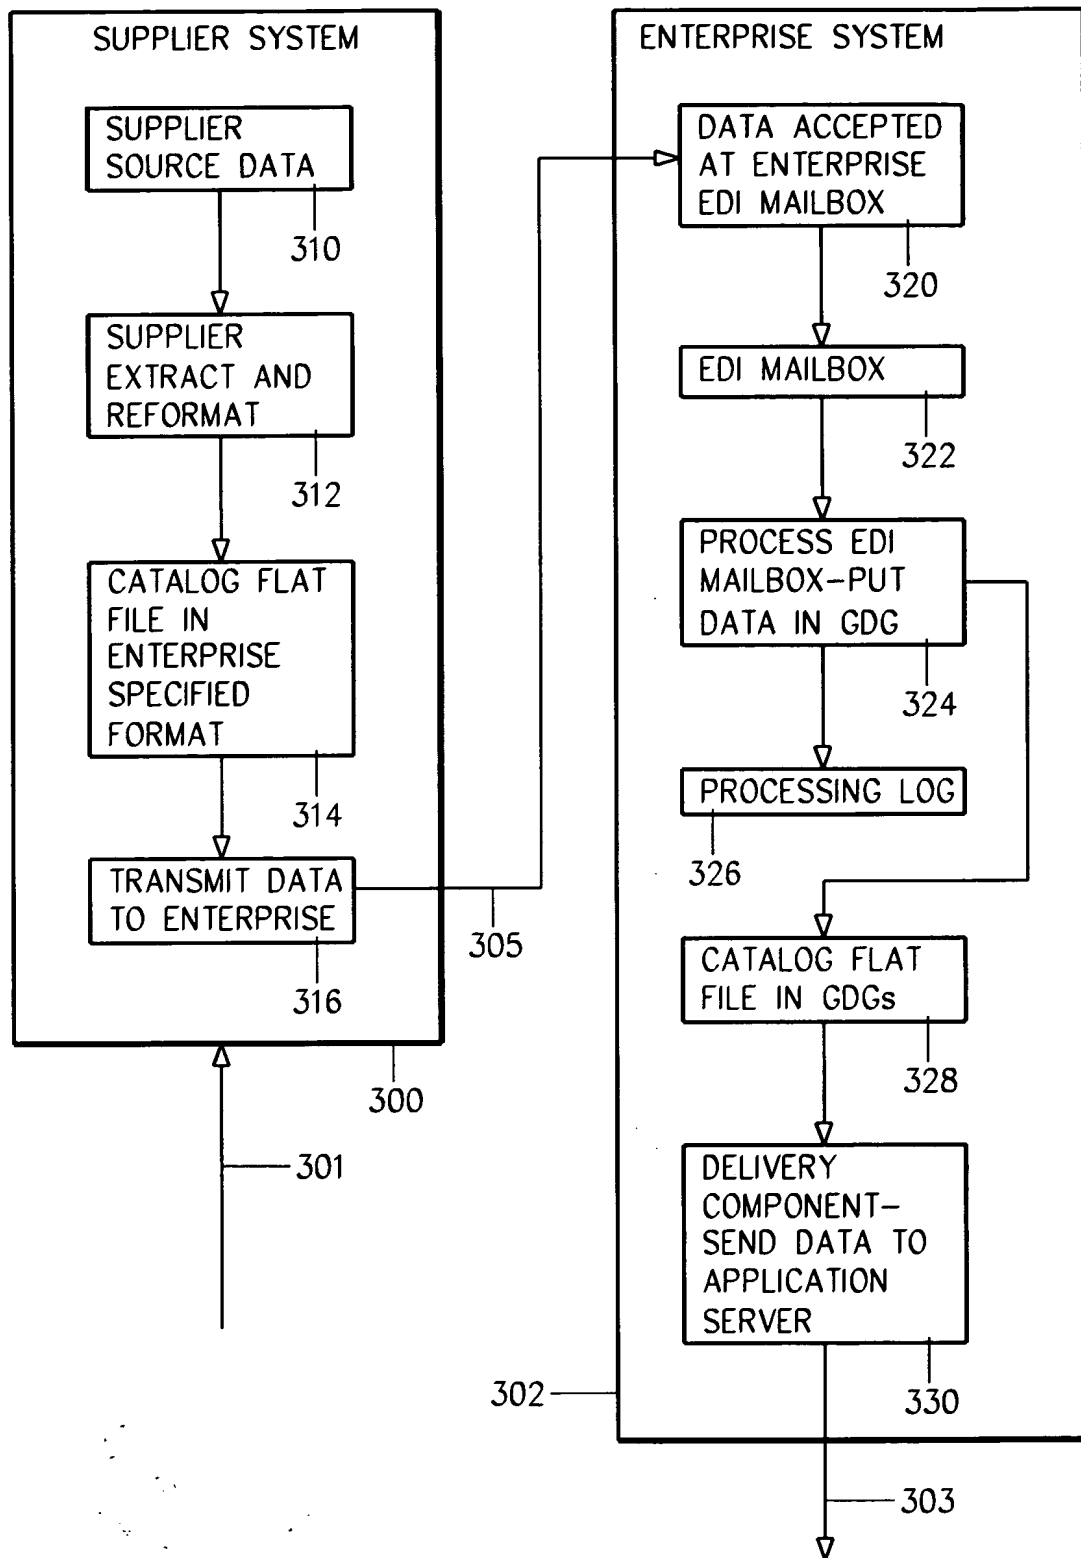 SUPPLIER SYSTEM
SUPPLIER
SOURCE DATA
310
SUPPLIER
EXTRACT AND
REFORMAT
312
CATALOG FLAT
FILE IN
ENTERPRISE
SPECIFIED
FORMAT
314
TRANSMIT DATA
TO ENTERPRISE
316
300
301
305
ENTERPRISE SYSTEM
DATA ACCEPTED
AT ENTERPRISE
EDI MAILBOX
320
EDI MAILBOX
322
PROCESS EDI
MAILBOX-PUT
DATA IN GDG
324
PROCESSING LOG
326
CATALOG FLAT
FILE IN GDGs
328
DELIVERY
COMPONENT-
SEND DATA TO
APPLICATION
SERVER
330
302
303